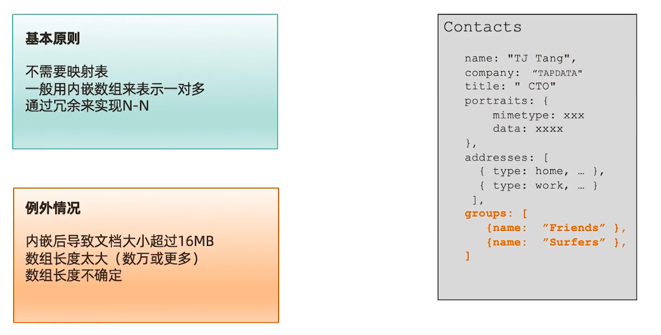 基本原则
不需要映射表
一般用内嵌数组来表示一对多
通过冗余来实现N-N
例外情况
内嵌后导致文档大小超过16MB
数组长度太大（数万或更多）
数组长度不确定
Contacts
name: "TJ Tang",
company: "TAPDATA"
title: " CTO"
portraits: {
mimetype: xxx
data: xxxx
},
addresses: [
{ type: home, … },
{ type: work, … }
],
groups: [
{name: ”Friends” },
{name: ”Surfers” },
]